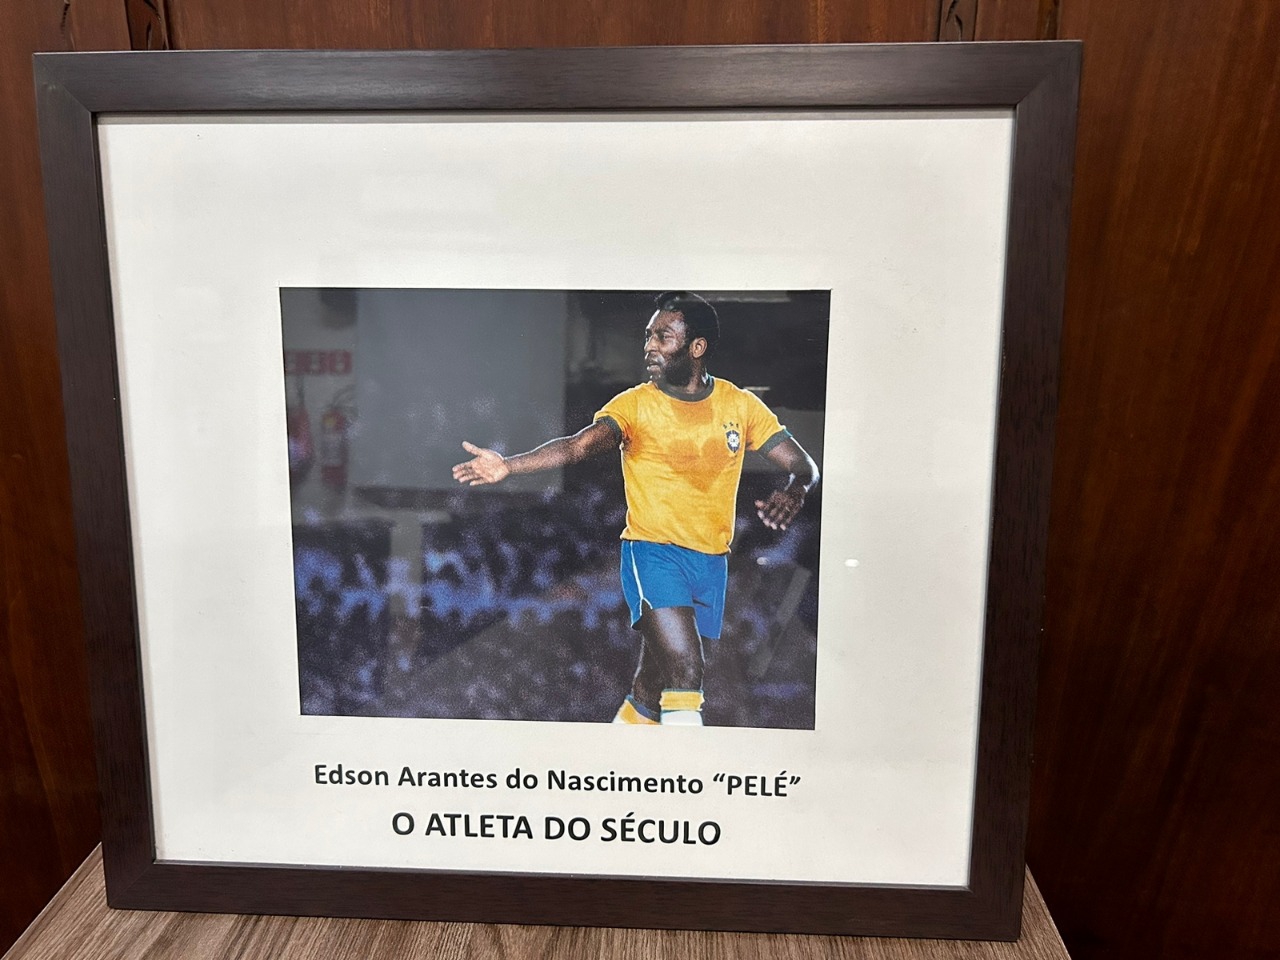 Edson Arantes do Nascimento “PELÉ”
O ATLETA DO SÉCULO